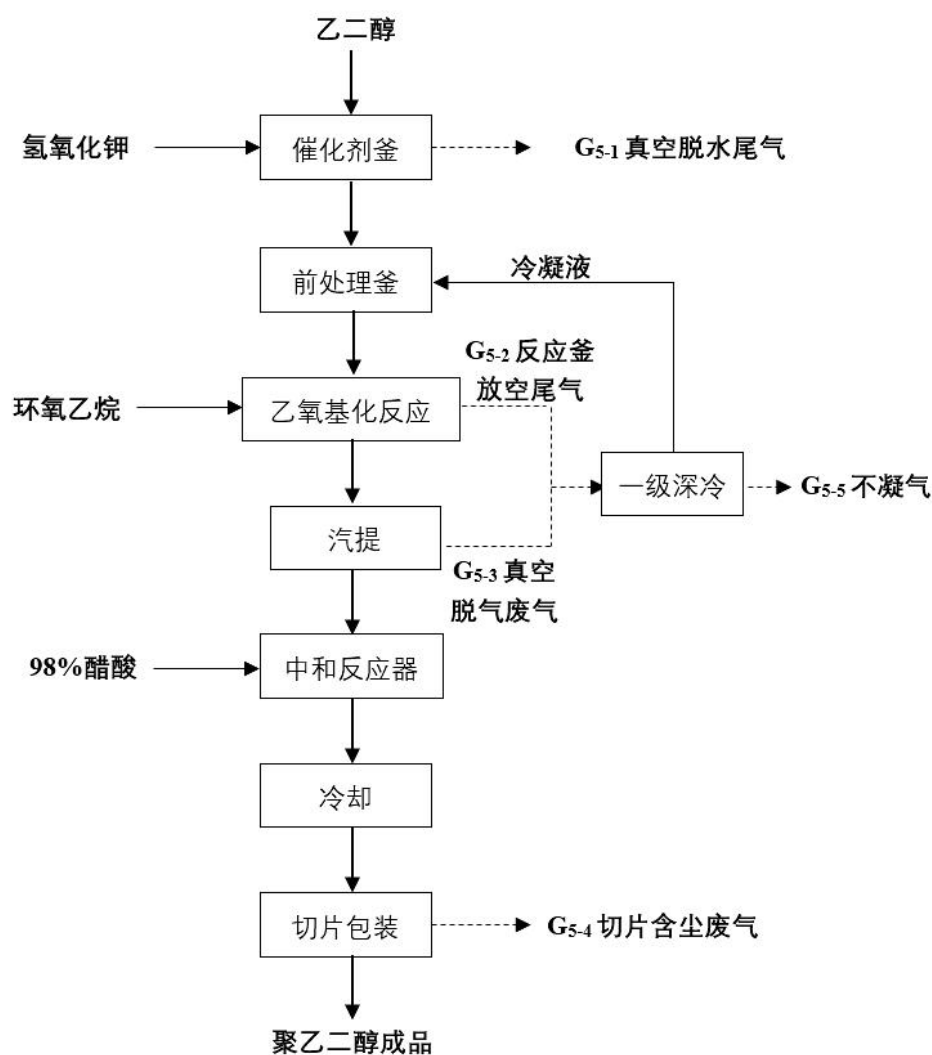 乙二醇
氢氧化钾
催化剂釜
G5-1 真空脱水尾气
前处理釜
冷凝液
G5-2 反应釜
放空尾气
环氧乙烷
乙氧基化反应
一级深冷
G5-5 不凝气
汽提
G5-3 真空
脱气废气
98%醋酸
中和反应器
冷却
切片包装
G5-4 切片含尘废气
聚乙二醇成品